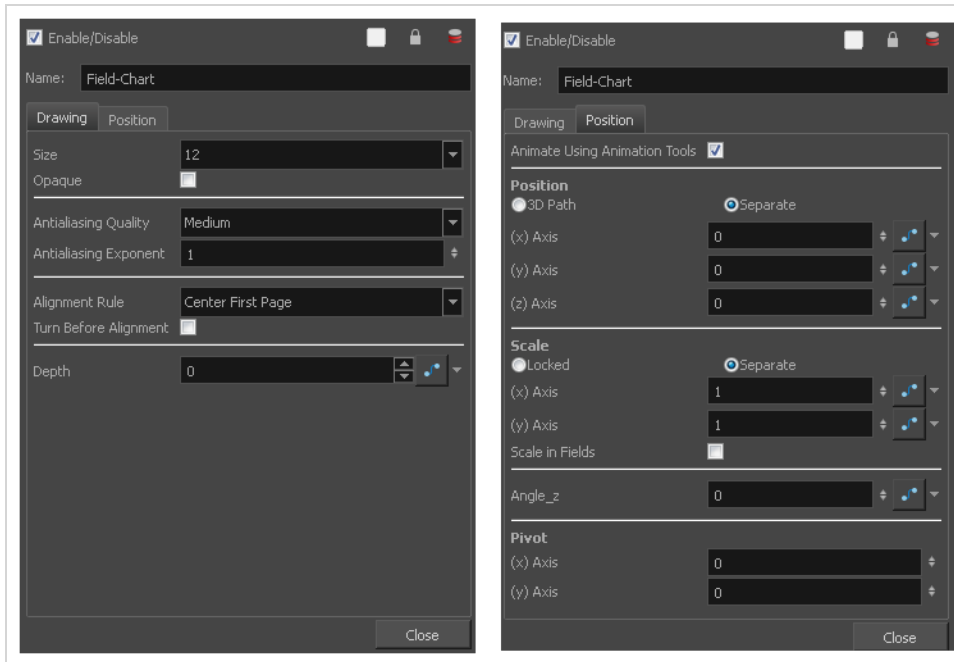 Enable/Disable
Name: Field-Chart
Drawing Position
Size 12
Opaque
Antialiasing Quality Medium
Antialiasing Exponent 1
Alignment Rule Center First Page
Turn Before Alignment
Depth 0
Close
Enable/Disable
Name: Field-Chart
Drawing Position
Animate Using Animation Tools
Position
3D Path Separate
(x) Axis 0
(y) Axis 0
(z) Axis 0
Scale
Locked Separate
(x) Axis 1
(y) Axis 1
Scale in Fields
Angle_z 0
Pivot
(x) Axis 0
(y) Axis 0
Close